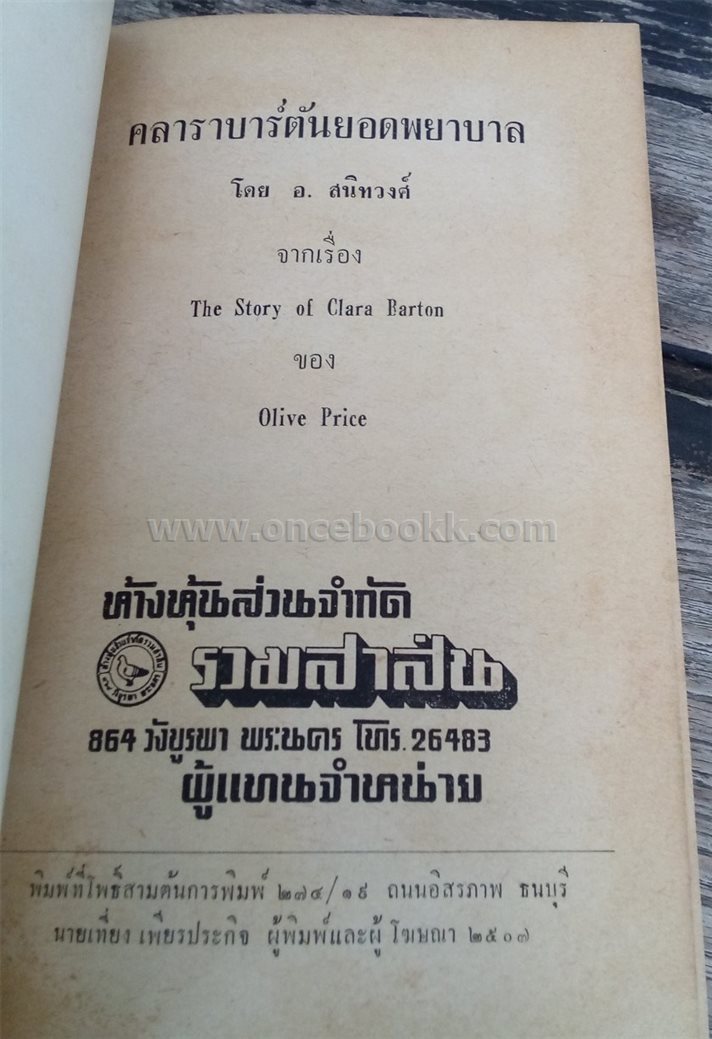 คลาราบาร์ตันยอดพยาบาล
โดย อ. สนิทวงศ์
จากเรื่อง
The Story of Clara Barton
ของ
Olive Price
www.oncebookk.com
ห้างหุ้นส่วนจำกัด
รวมสาส์น
864 วังบูรพา พระนคร โทร. 26483
ผู้แทนจำหน่าย
พิมพ์ที่โพธิ์สามต้นการพิมพ์ ๒๗๔/๑๙ ถนนอิสรภาพ ธนบุรี
นายเที่ยง เพียรประกิจ ผู้พิมพ์และผู้โฆษณา ๒๕๐๗